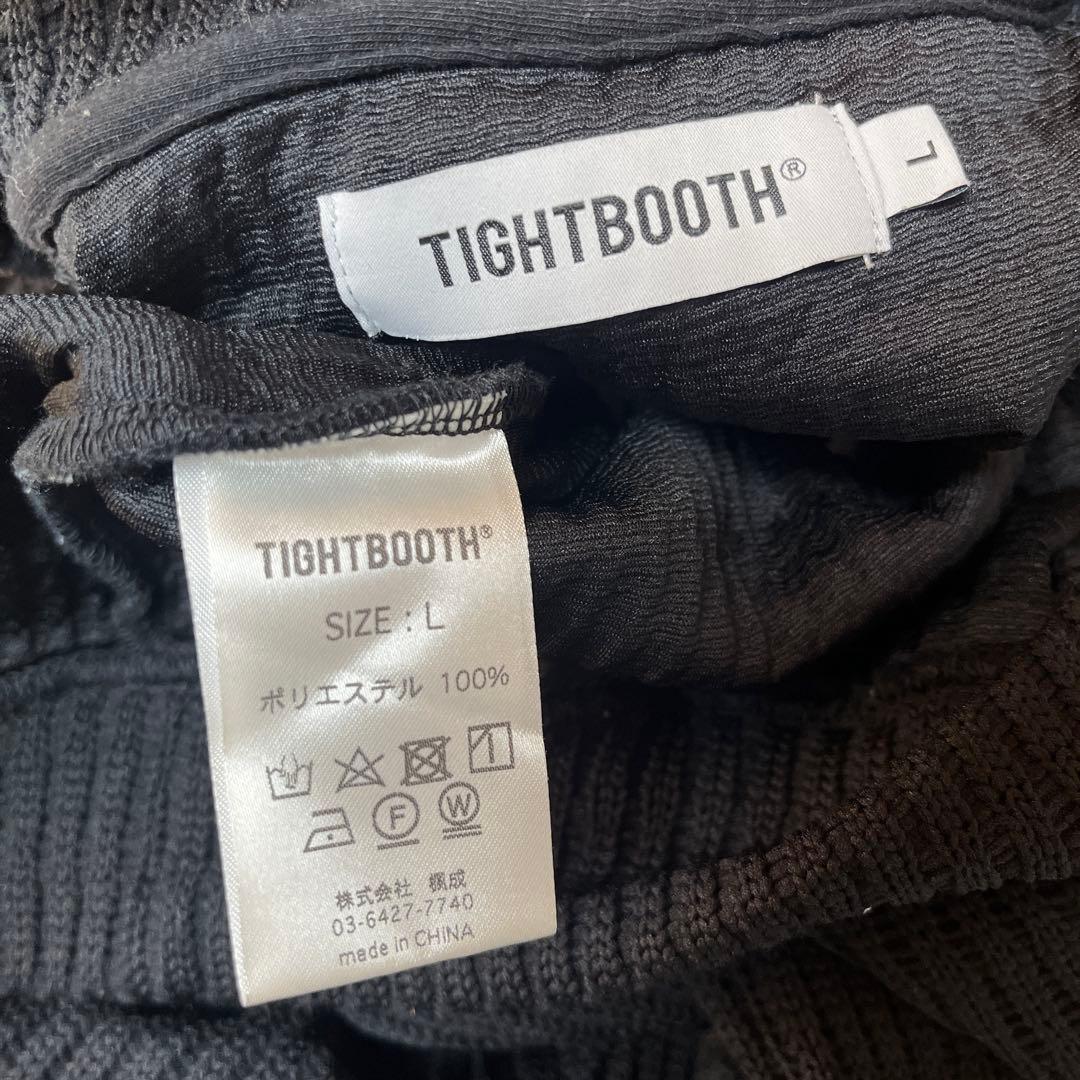 TIGHTBOOTH®
L
TIGHTBOOTH®
SIZE : L
ポリエステル 100%
F W
株式会社 楓成
03-6427-7740
made in CHINA